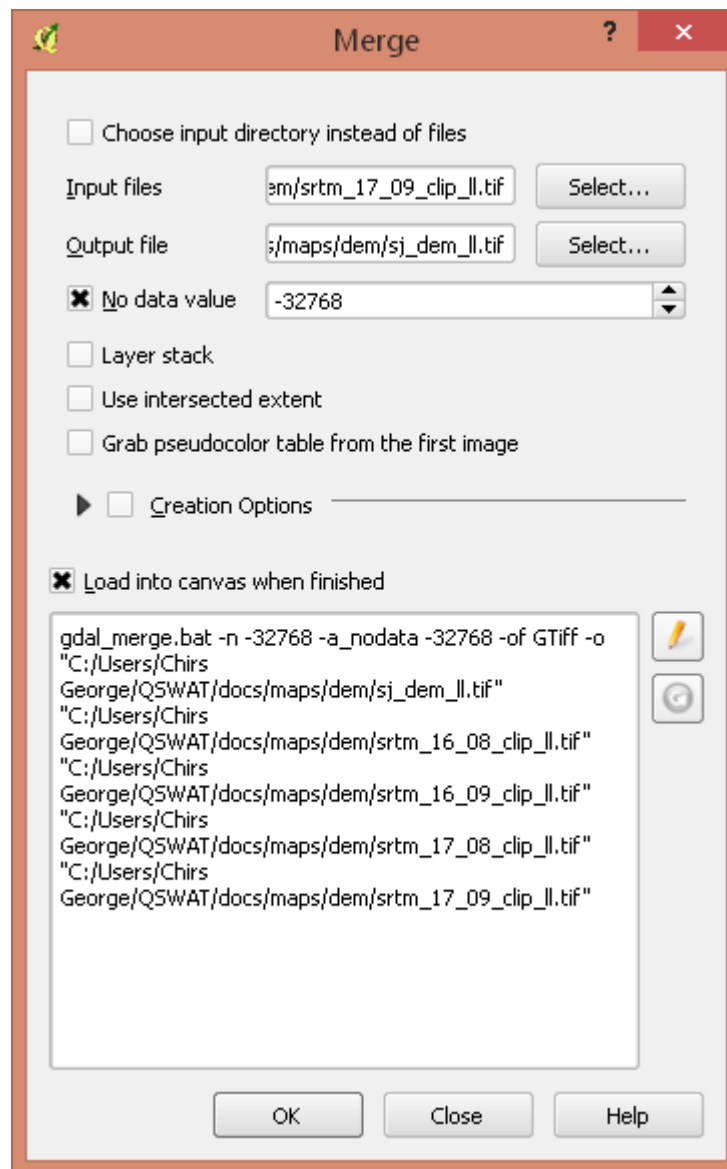 Merge
?
×
Choose input directory instead of files
Input files em/srtm_17_09_clip_ll.tif Select...
Output file s/maps/dem/sj_dem_ll.tif Select...
No data value -32768
Layer stack
Use intersected extent
Grab pseudocolor table from the first image
Creation Options
Load into canvas when finished
gdal_merge.bat -n -32768 -a_nodata -32768 -of GTiff -o
"C:/Users/Chirs
George/QSWAT/docs/maps/dem/sj_dem_ll.tif"
"C:/Users/Chirs
George/QSWAT/docs/maps/dem/srtm_16_08_clip_ll.tif"
"C:/Users/Chirs
George/QSWAT/docs/maps/dem/srtm_16_09_clip_ll.tif"
"C:/Users/Chirs
George/QSWAT/docs/maps/dem/srtm_17_08_clip_ll.tif"
"C:/Users/Chirs
George/QSWAT/docs/maps/dem/srtm_17_09_clip_ll.tif"
OK Close Help